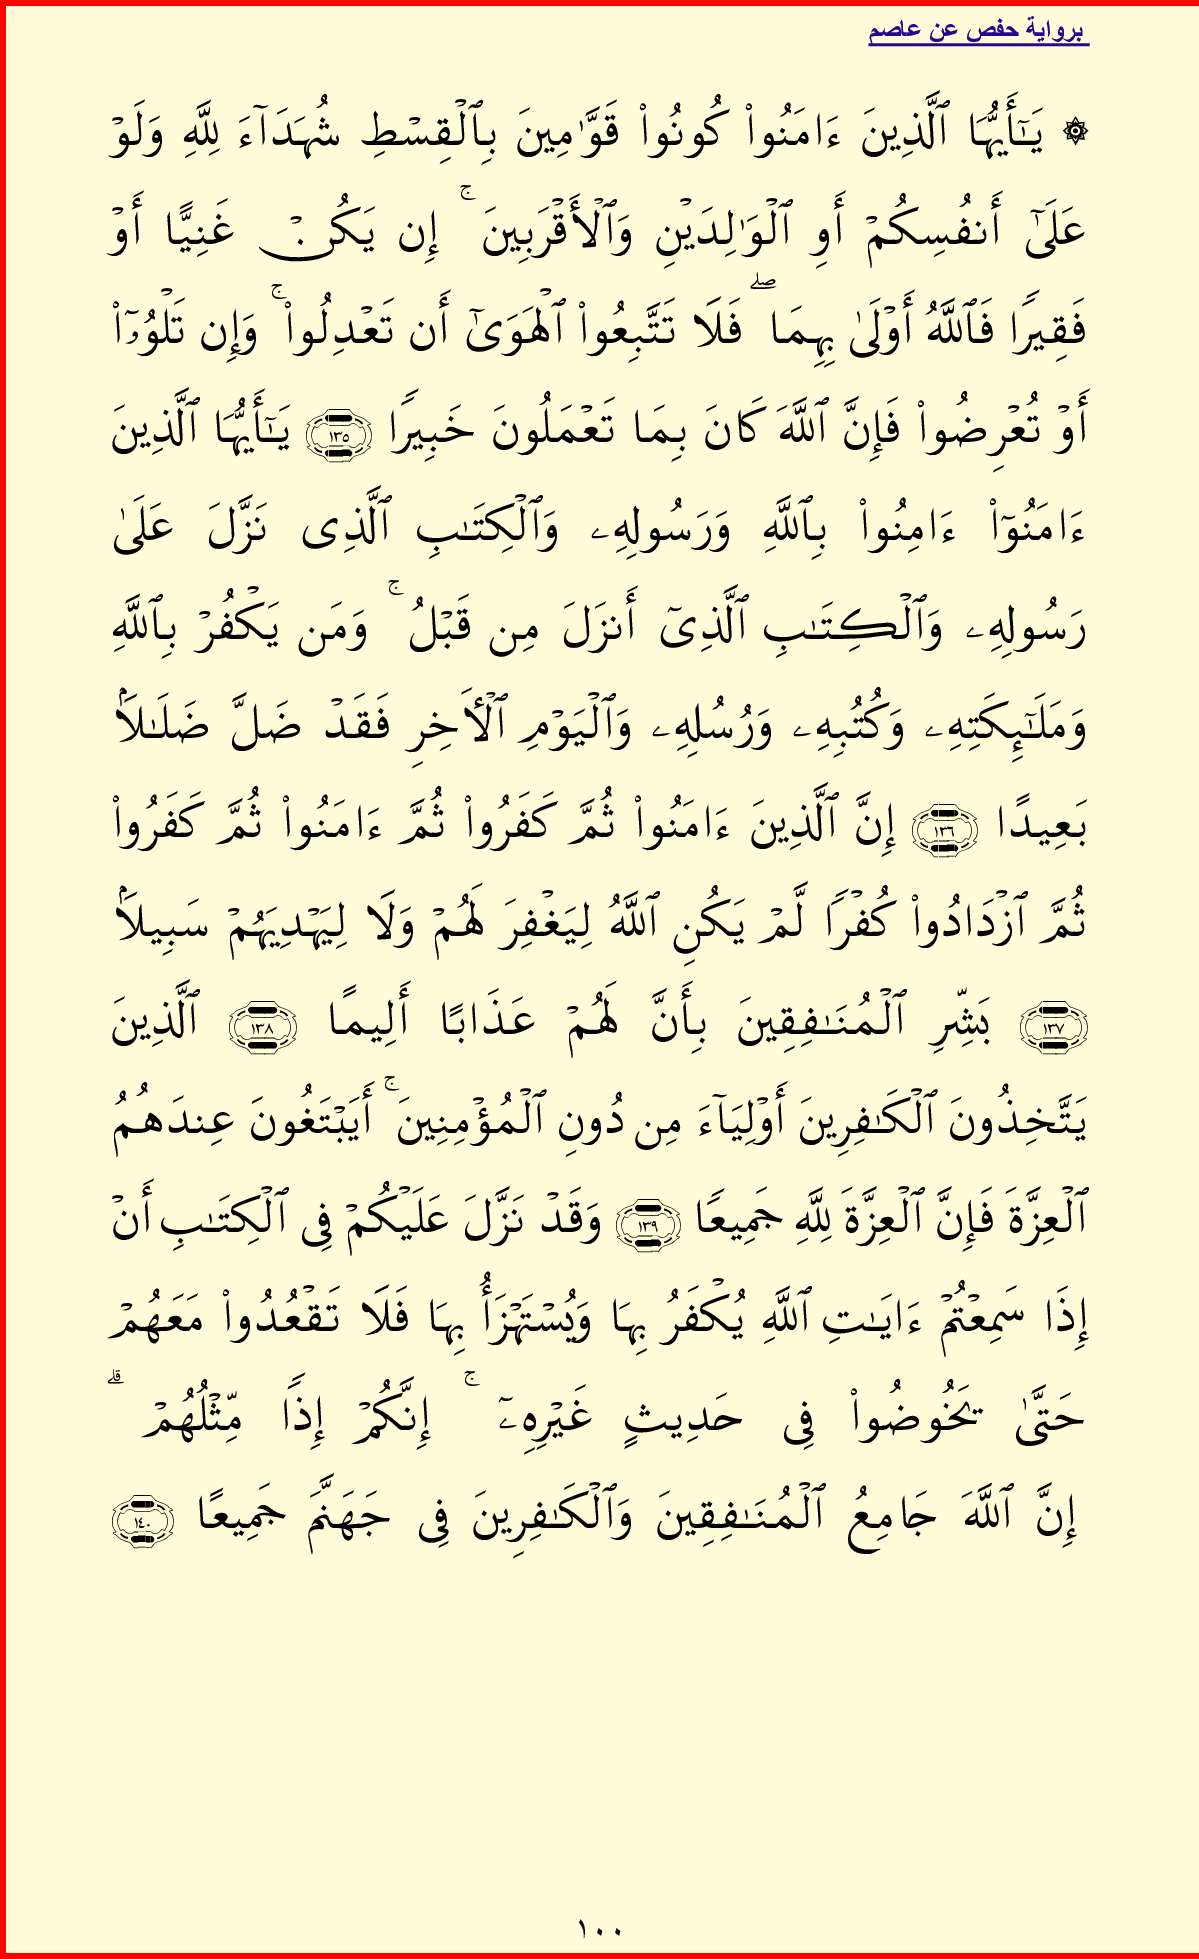 برواية حفص عن عاصم
۞ يَـٰٓأَيُّهَا ٱلَّذِينَ ءَامَنُوا۟ كُونُوا۟ قَوَّٰمِينَ بِٱلْقِسْطِ شُهَدَآءَ لِلَّهِ وَلَوْ
عَلَىٰٓ أَنفُسِكُمْ أَوِ ٱلْوَٰلِدَيْنِ وَٱلْأَقْرَبِينَ ۚ إِن يَكُنْ غَنِيًّا أَوْ
فَقِيرًا فَٱللَّهُ أَوْلَىٰ بِهِمَا ۖ فَلَا تَتَّبِعُوا۟ ٱلْهَوَىٰٓ أَن تَعْدِلُوا۟ ۚ وَإِن تَلْوُۥٓا۟
أَوْ تُعْرِضُوا۟ فَإِنَّ ٱللَّهَ كَانَ بِمَا تَعْمَلُونَ خَبِيرًا ١٣٥ يَـٰٓأَيُّهَا ٱلَّذِينَ
ءَامَنُوٓا۟ ءَامِنُوا۟ بِٱللَّهِ وَرَسُولِهِۦ وَٱلْكِتَـٰبِ ٱلَّذِى نَزَّلَ عَلَىٰ
رَسُولِهِۦ وَٱلْكِتَـٰبِ ٱلَّذِىٓ أَنزَلَ مِن قَبْلُ ۚ وَمَن يَكْفُرْ بِٱللَّهِ
وَمَلَـٰٓئِكَتِهِۦ وَكُتُبِهِۦ وَرُسُلِهِۦ وَٱلْيَوْمِ ٱلْـَٔاخِرِ فَقَدْ ضَلَّ ضَلَـٰلًۢا
بَعِيدًا ١٣٦ إِنَّ ٱلَّذِينَ ءَامَنُوا۟ ثُمَّ كَفَرُوا۟ ثُمَّ ءَامَنُوا۟ ثُمَّ كَفَرُوا۟
ثُمَّ ٱزْدَادُوا۟ كُفْرًا لَّمْ يَكُنِ ٱللَّهُ لِيَغْفِرَ لَهُمْ وَلَا لِيَهْدِيَهُمْ سَبِيلًۢا
١٣٧ بَشِّرِ ٱلْمُنَـٰفِقِينَ بِأَنَّ لَهُمْ عَذَابًا أَلِيمًا ١٣٨ ٱلَّذِينَ
يَتَّخِذُونَ ٱلْكَـٰفِرِينَ أَوْلِيَآءَ مِن دُونِ ٱلْمُؤْمِنِينَ ۚ أَيَبْتَغُونَ عِندَهُمُ
ٱلْعِزَّةَ فَإِنَّ ٱلْعِزَّةَ لِلَّهِ جَمِيعًا ١٣٩ وَقَدْ نَزَّلَ عَلَيْكُمْ فِى ٱلْكِتَـٰبِ أَنْ
إِذَا سَمِعْتُمْ ءَايَـٰتِ ٱللَّهِ يُكْفَرُ بِهَا وَيُسْتَهْزَأُ بِهَا فَلَا تَقْعُدُوا۟ مَعَهُمْ
حَتَّىٰ يَخُوضُوا۟ فِى حَدِيثٍ غَيْرِهِۦٓ ۚ إِنَّكُمْ إِذًا مِّثْلُهُمْ ۗ
إِنَّ ٱللَّهَ جَامِعُ ٱلْمُنَـٰفِقِينَ وَٱلْكَـٰفِرِينَ فِى جَهَنَّمَ جَمِيعًا ١٤٠
١٠٠